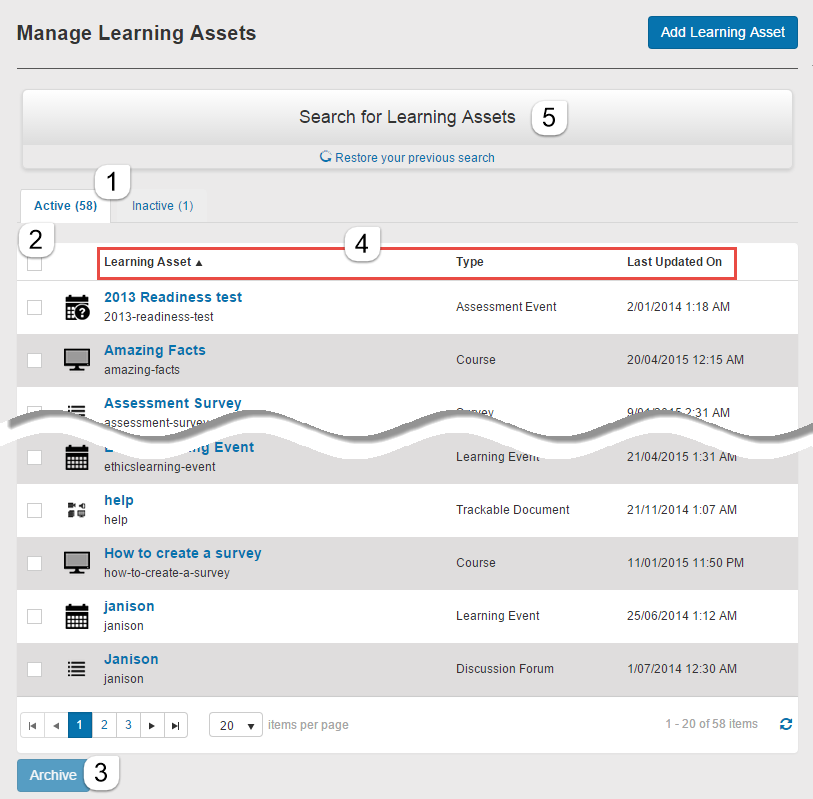 Manage Learning Assets
Add Learning Asset
Search for Learning Assets 5
Restore your previous search
1
Active (58) Inactive (1)
2
4
Learning Asset ▲ Type Last Updated On
2013 Readiness test
2013-readiness-test
Assessment Event 2/01/2014 1:18 AM
Amazing Facts
amazing-facts
Course 20/04/2015 12:15 AM
Assessment Survey
assessment-survey
Survey 2:31 AM
Event
ethicslearning-event
Learning Event 21/04/2015 1:31 AM
help
help
Trackable Document 21/11/2014 1:07 AM
How to create a survey
how-to-create-a-survey
Course 11/01/2015 11:50 PM
janison
janison
Learning Event 25/06/2014 1:12 AM
Janison
janison
Discussion Forum 1/07/2014 12:30 AM
1 2 3 20 items per page 1 - 20 of 58 items
Archive 3